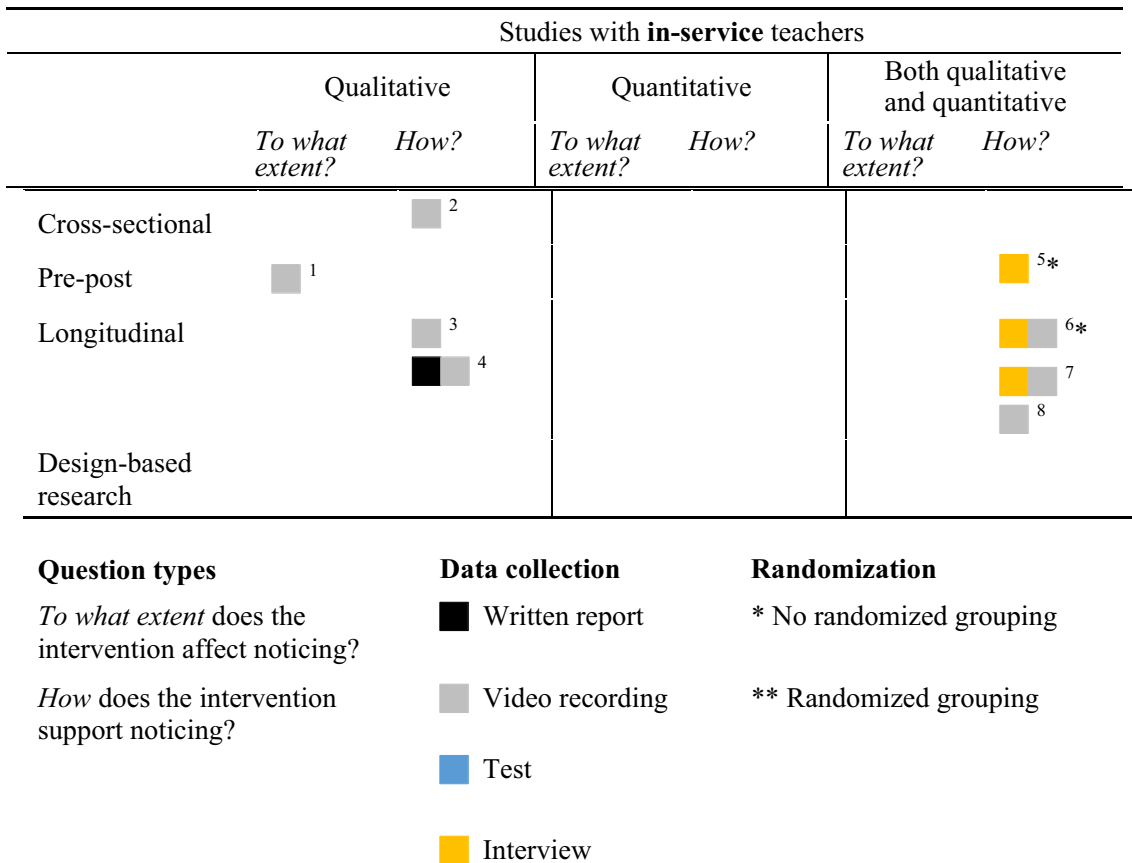 Studies with in-service teachers
Qualitative Quantitative Both qualitative
and quantitative
To what How? To what How? To what How?
extent? extent? extent?
Cross-sectional 2
Pre-post 1 5*
Longitudinal 3 6*
4 7
8
Design-based
research
Question types Data collection Randomization
To what extent does the Written report * No randomized grouping
intervention affect noticing?
How does the intervention Video recording ** Randomized grouping
support noticing?
Test
Interview